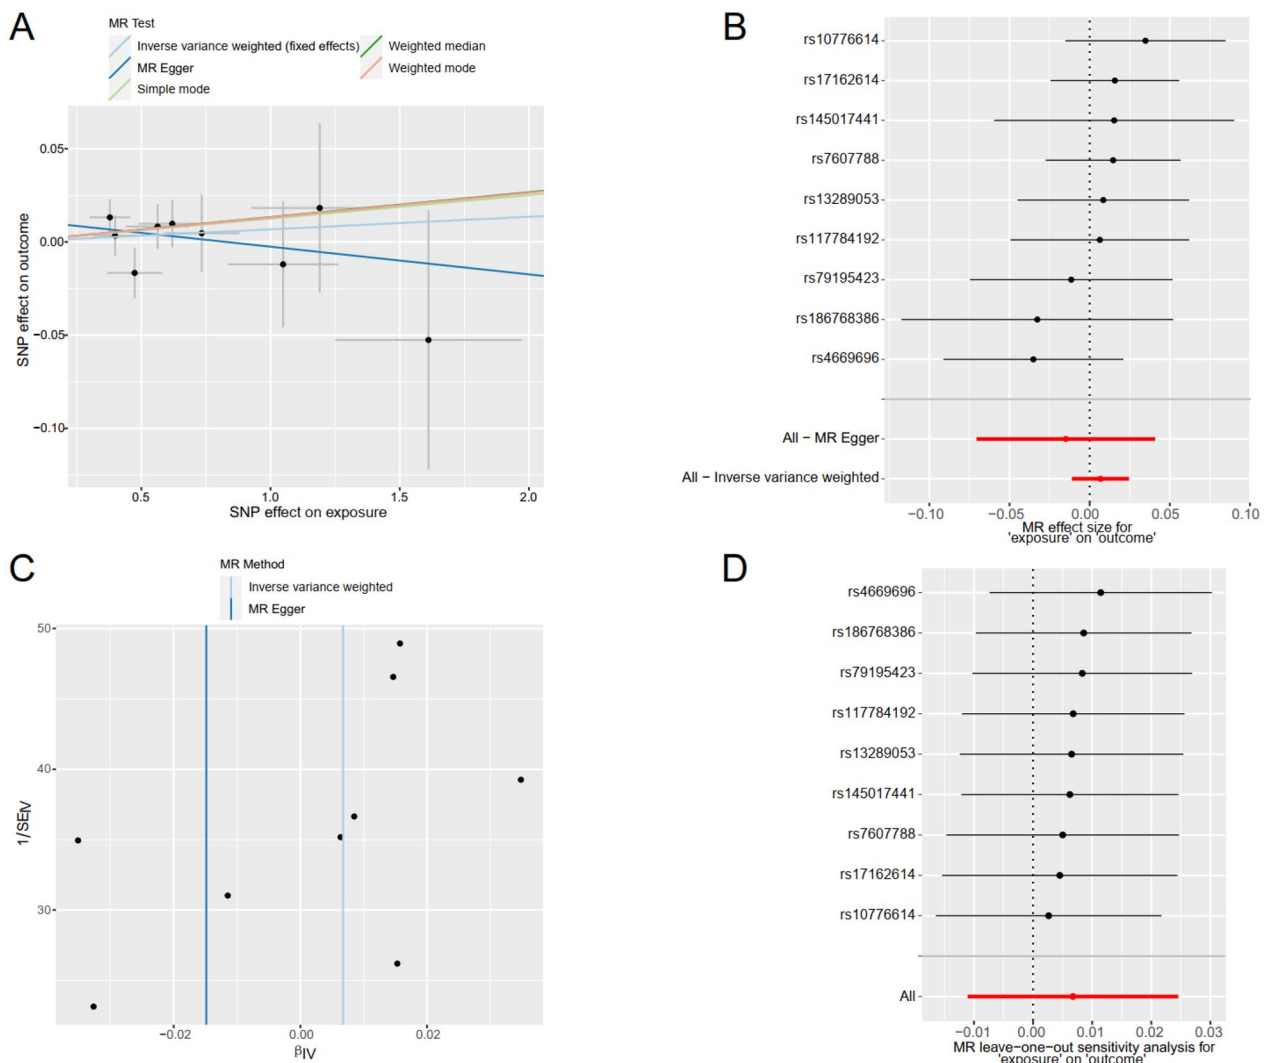 A
MR Test
Inverse variance weighted (fixed effects)
Weighted median
MR Egger
Weighted mode
Simple mode
SNP effect on outcome
0.05
0.00
−0.05
−0.10
0.5
1.0
1.5
2.0
SNP effect on exposure
B
rs10776614
rs17162614
rs145017441
rs7607788
rs13289053
rs117784192
rs79195423
rs186768386
rs4669696
All − MR Egger
All − Inverse variance weighted
−0.10
−0.05
0.00
0.05
0.10
MR effect size for
'exposure' on 'outcome'
C
MR Method
Inverse variance weighted
MR Egger
1/SEIV
50
40
30
−0.02
0.00
0.02
βIV
D
rs4669696
rs186768386
rs79195423
rs117784192
rs13289053
rs145017441
rs7607788
rs17162614
rs10776614
All
−0.01
0.00
0.01
0.02
0.03
MR leave−one−out sensitivity analysis for
'exposure' on 'outcome'